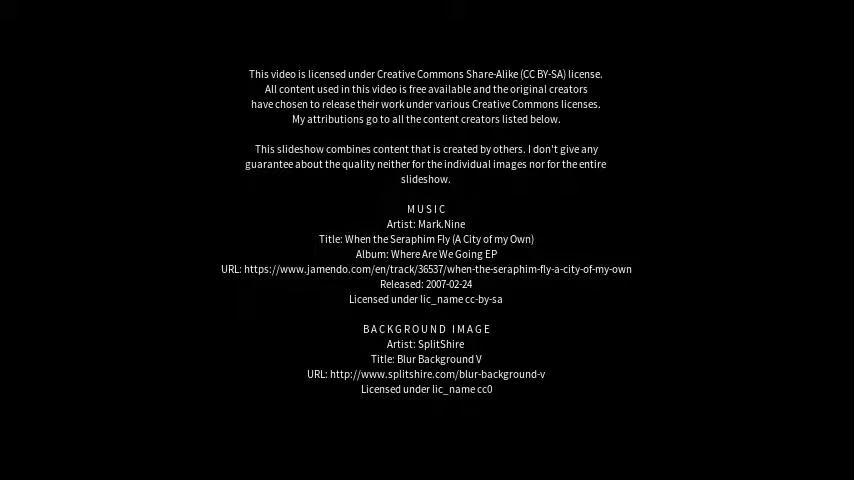 This video is licensed under Creative Commons Share-Alike (CC BY-SA) license.
All content used in this video is free available and the original creators
have chosen to release their work under various Creative Commons licenses.
My attributions go to all the content creators listed below.
This slideshow combines content that is created by others. I don't give any
guarantee about the quality neither for the individual images nor for the entire
slideshow.
MUSIC
Artist: Mark.Nine
Title: When the Seraphim Fly (A City of my Own)
Album: Where Are We Going EP
URL: https://www.jamendo.com/en/track/36537/when-the-seraphim-fly-a-city-of-my-own
Released: 2007-02-24
Licensed under lic_name cc-by-sa
BACKGROUND IMAGE
Artist: SplitShire
Title: Blur Background V
URL: http://www.splitshire.com/blur-background-v
Licensed under lic_name cc0